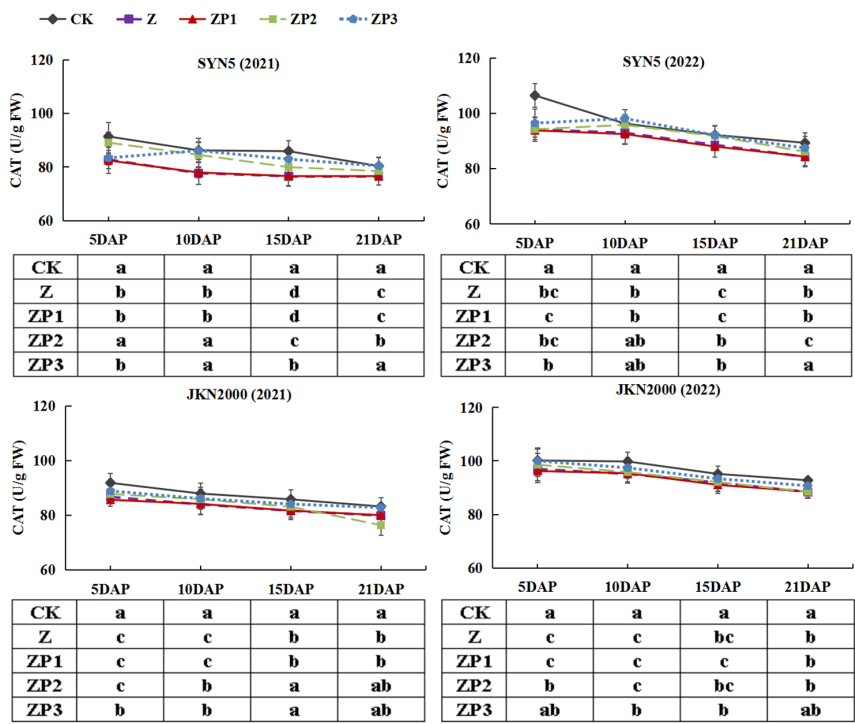 CK Z ZP1 ZP2 ZP3
SYN5 (2021)
CAT (U/g FW)
120
100
80
60
5DAP 10DAP 15DAP 21DAP
CK a a a a
Z b b d c
ZP1 b b d c
ZP2 a a c b
ZP3 b a b a
SYN5 (2022)
CAT (U/g FW)
120
100
80
60
5DAP 10DAP 15DAP 21DAP
CK a a a a
Z bc b c b
ZP1 c b c b
ZP2 bc ab b c
ZP3 b ab b a
JKN2000 (2021)
CAT (U/g FW)
120
100
80
60
5DAP 10DAP 15DAP 21DAP
CK a a a a
Z c c b b
ZP1 c c b b
ZP2 c b a ab
ZP3 b b a ab
JKN2000 (2022)
CAT (U/g FW)
120
100
80
60
5DAP 10DAP 15DAP 21DAP
CK a a a a
Z c c bc b
ZP1 c c c b
ZP2 b c bc b
ZP3 ab b b ab